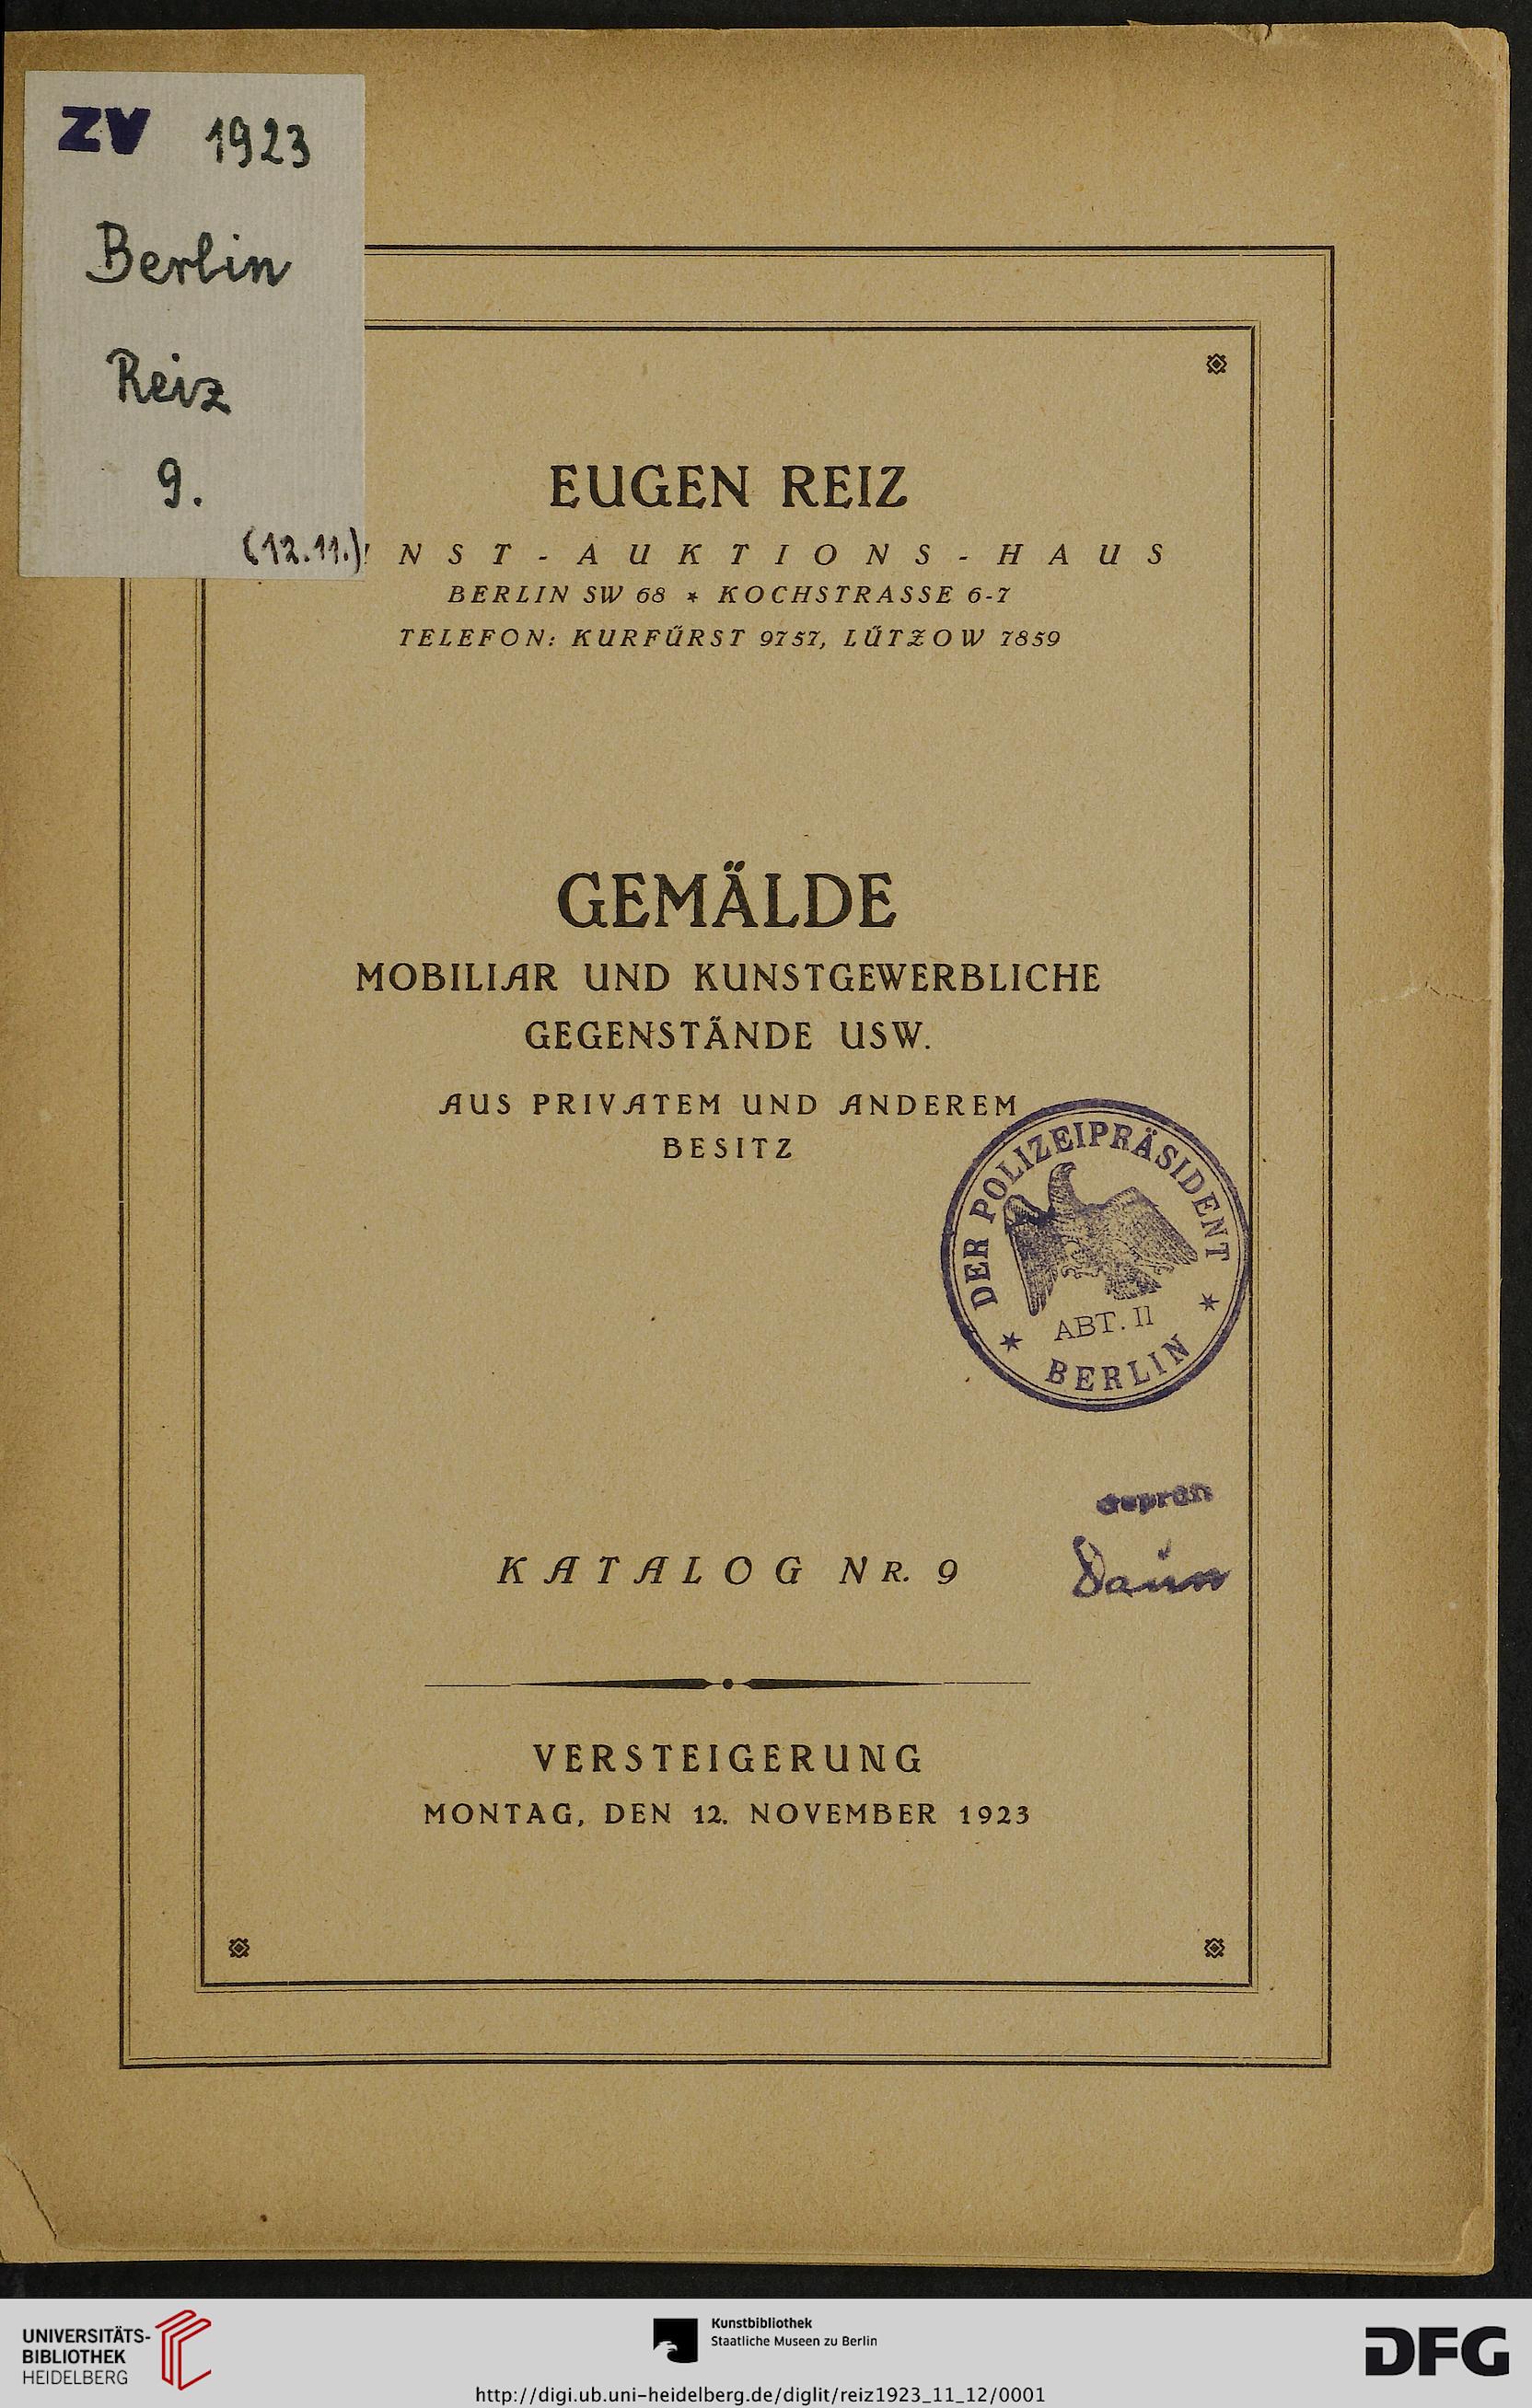 ZV 1923
Berlin
Reiz
9.
(12.11.)
EUGEN REIZ
NST-AUKTIONS-HAUS
BERLIN SW 68 * KOCHSTRASSE 6-7
TELEFON: KURFÜRST 9757, LÜTZOW 7859
GEMÄLDE
MOBILIAR UND KUNSTGEWERBLICHE
GEGENSTÄNDE USW.
AUS PRIVATEM UND ANDEREM
BESITZ
DER POLIZEIPRÄSIDENT
ABT. II
* BERLIN *
KATALOG NR. 9
VERSTEIGERUNG
MONTAG, DEN 12. NOVEMBER 1923
UNIVERSITÄTS-
BIBLIOTHEK
HEIDELBERG
Kunstbibliothek
Staatliche Museen zu Berlin
DFG
http://digi.ub.uni-heidelberg.de/diglit/reiz1923_11_12/0001